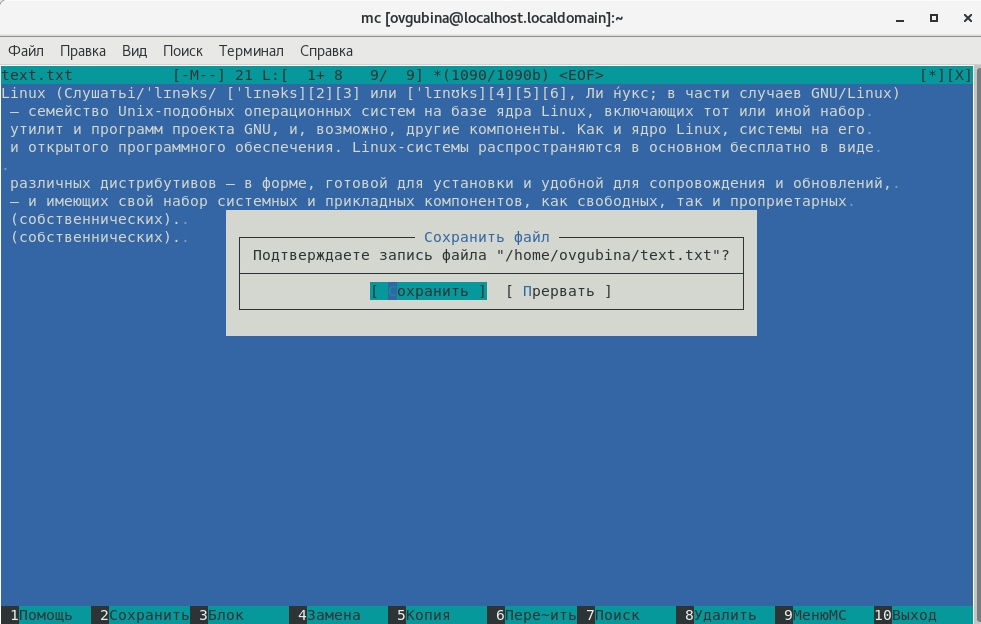 mc [ovgubina@localhost.localdomain]:~
Файл Правка Вид Поиск Терминал Справка
text.txt [-M--] 21 L:[ 1+ 8 9/ 9] *(1090/1090b) <EOF> [*][X]
Linux (Слушатьi/ˈlɪnəks/ [ˈlɪnəks][2][3] или [ˈlɪnʊks][4][5][6], Ли ́нукс; в части случаев GNU/Linux)
— семейство Unix-подобных операционных систем на базе ядра Linux, включающих тот или иной набор.
утилит и программ проекта GNU, и, возможно, другие компоненты. Как и ядро Linux, системы на его.
и открытого программного обеспечения. Linux-системы распространяются в основном бесплатно в виде.
.
различных дистрибутивов — в форме, готовой для установки и удобной для сопровождения и обновлений,.
— и имеющих свой набор системных и прикладных компонентов, как свободных, так и проприетарных.
(собственнических)..
(собственнических)..
Сохранить файл
Подтверждаете запись файла "/home/ovgubina/text.txt"?
[ Сохранить ] [ Прервать ]
1Помощь 2Сохранить 3Блок 4Замена 5Копия 6Пере~ить 7Поиск 8Удалить 9МенюMC 10Выход